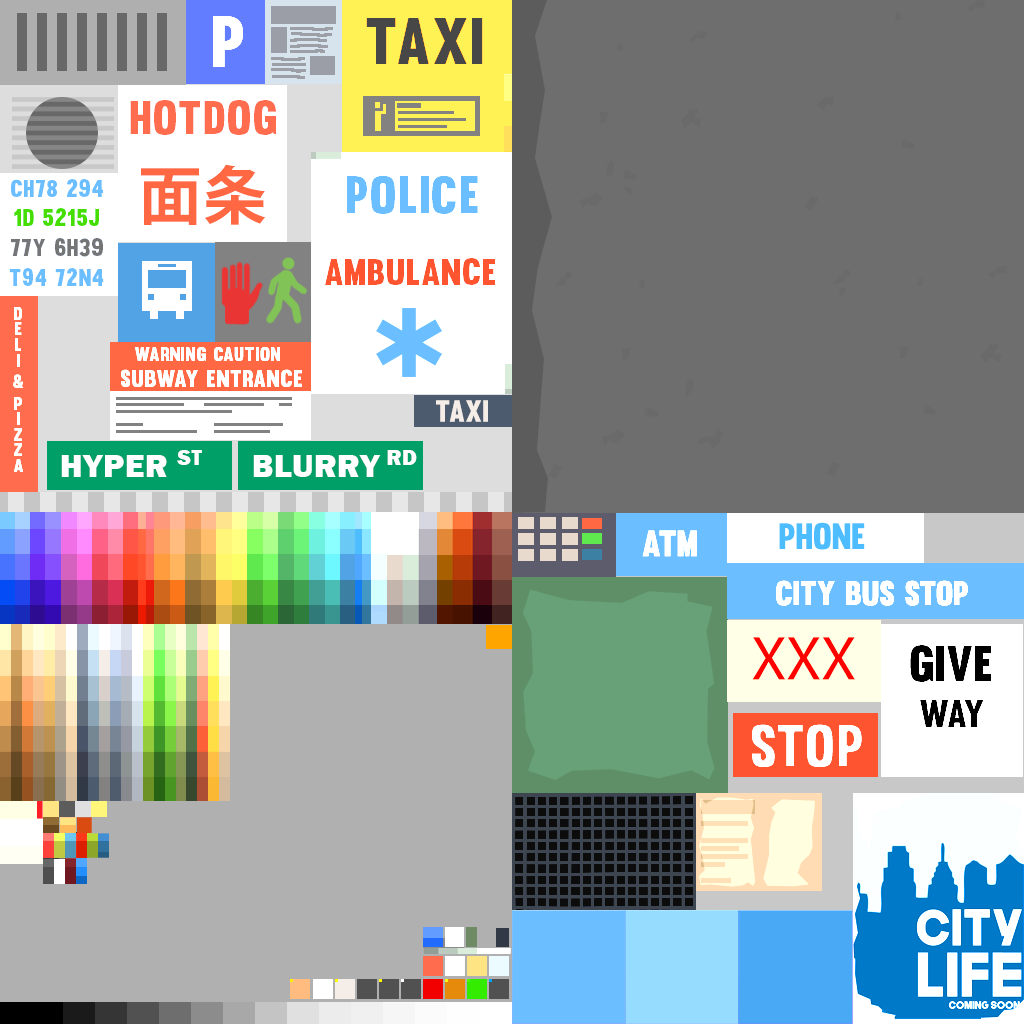 P
TAXI
HOTDOG
面条
CH78 294
1D 5215J
77Y 6H39
T94 72N4
POLICE
AMBULANCE
WARNING CAUTION
SUBWAY ENTRANCE
TAXI
DELI & PIZZA
HYPER ST
BLURRY RD
ATM
PHONE
CITY BUS STOP
XXX
GIVE
WAY
STOP
CITY
LIFE
COMING SOON